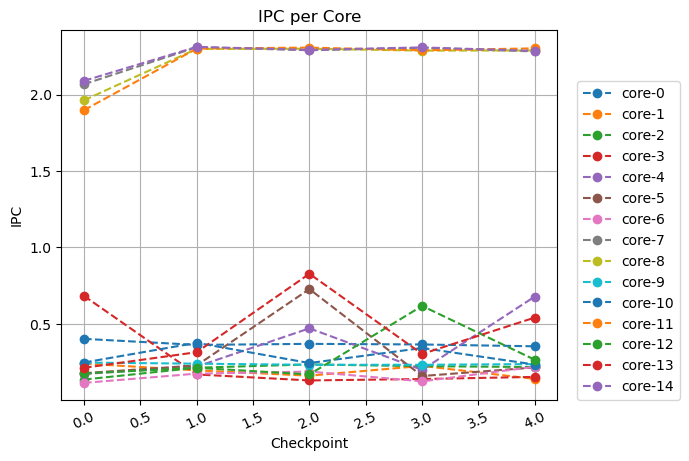 IPC per Core
2.0
1.5
1.0
0.5
IPC
0.0
0.5
1.0
1.5
2.0
2.5
3.0
3.5
4.0
Checkpoint
core-0
core-1
core-2
core-3
core-4
core-5
core-6
core-7
core-8
core-9
core-10
core-11
core-12
core-13
core-14